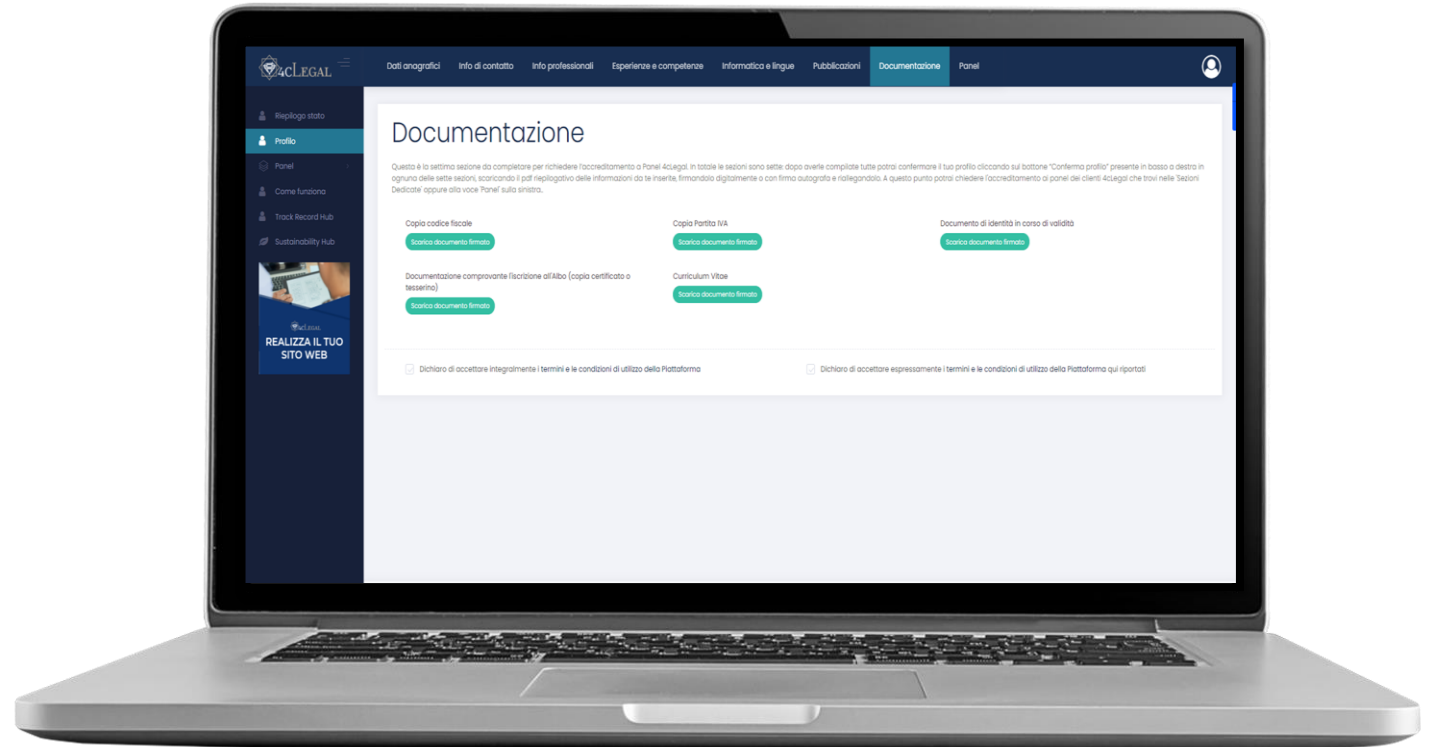 4cLegal
Dati anagrafici
Info di contatto
Info professionali
Esperienze e competenze
Informatica e lingue
Pubblicazioni
Documentazione
Panel
Riepilogo stato
Profilo
Panel
Come funziona
Track Record Hub
Sustainability Hub
4cLegal
REALIZZA IL TUO
SITO WEB
Documentazione
Questa è la settima sezione da completare per richiedere l'accreditamento a Panel 4cLegal. In totale le sezioni sono sette: dopo averle compilate tutte potrai confermare il tuo profilo cliccando sul bottone "Conferma profilo" presente in basso a destra in
ognuna delle sette sezioni, scaricando il pdf riepilogativo delle informazioni da te inserite, firmandolo digitalmente o con firma autografa e riallegandolo. A questo punto potrai chiedere l'accreditamento ai panel dei clienti 4cLegal che trovi nelle 'Sezioni
Dedicate' oppure alla voce 'Panel' sulla sinistra.
Copia codice fiscale
Scarica documento firmato
Copia Partita IVA
Scarica documento firmato
Documento di identità in corso di validità
Scarica documento firmato
Documentazione comprovante l'iscrizione all'Albo (copia certificato o
tesserino)
Scarica documento firmato
Curriculum Vitae
Scarica documento firmato
Dichiaro di accettare integralmente i termini e le condizioni di utilizzo della Piattaforma
Dichiaro di accettare espressamente i termini e le condizioni di utilizzo della Piattaforma qui riportati